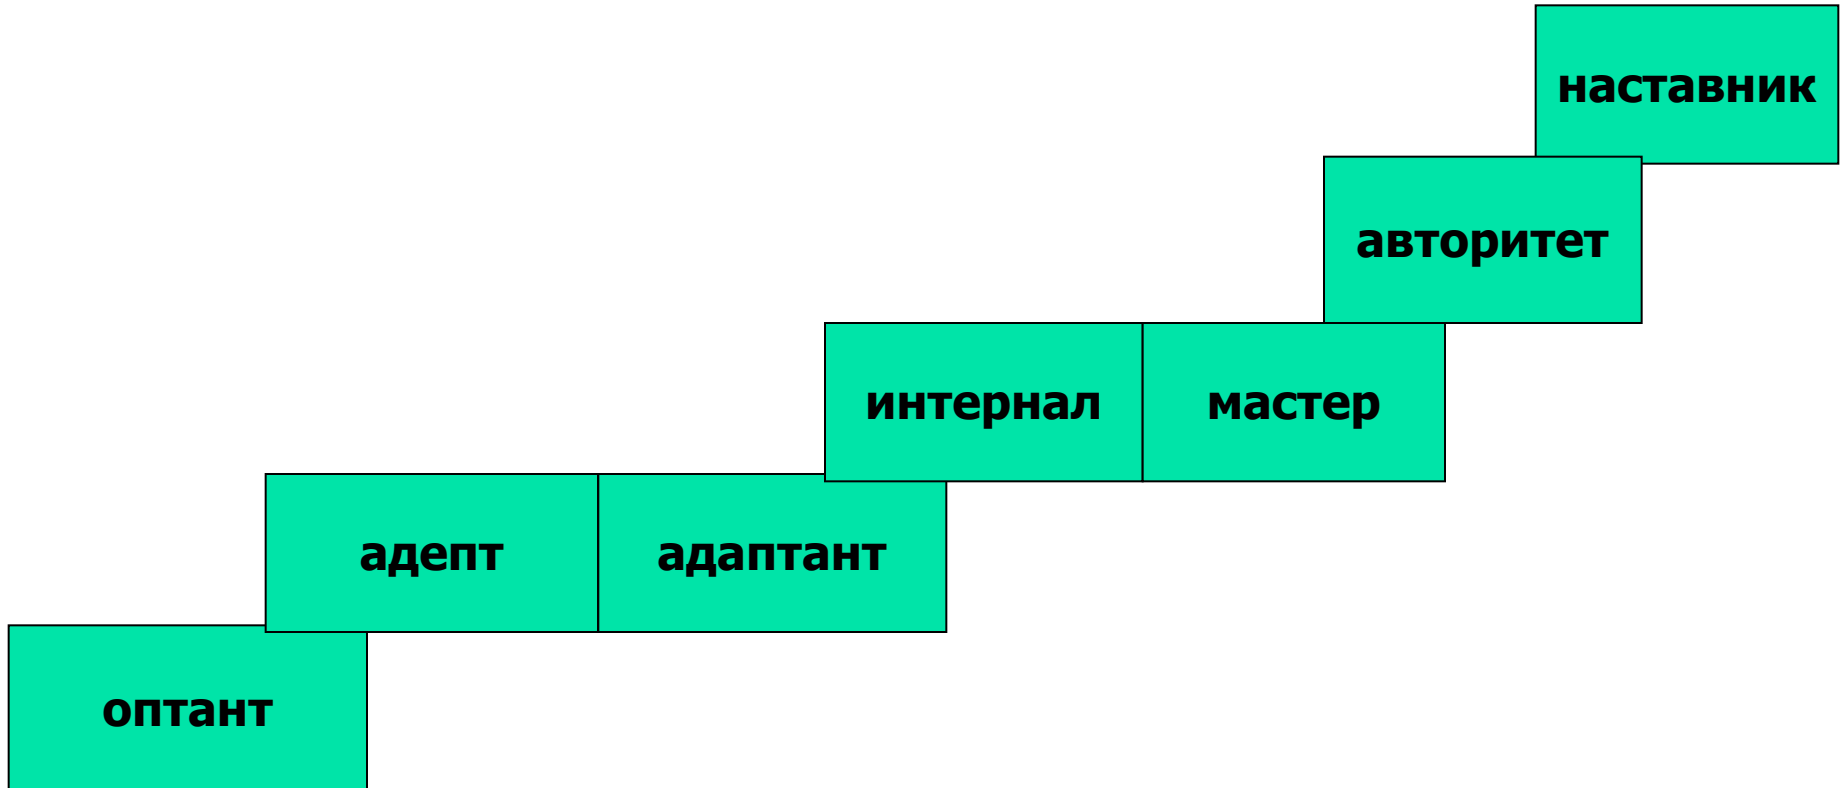 наставник
авторитет
интернал
мастер
адепт
адаптант
оптант